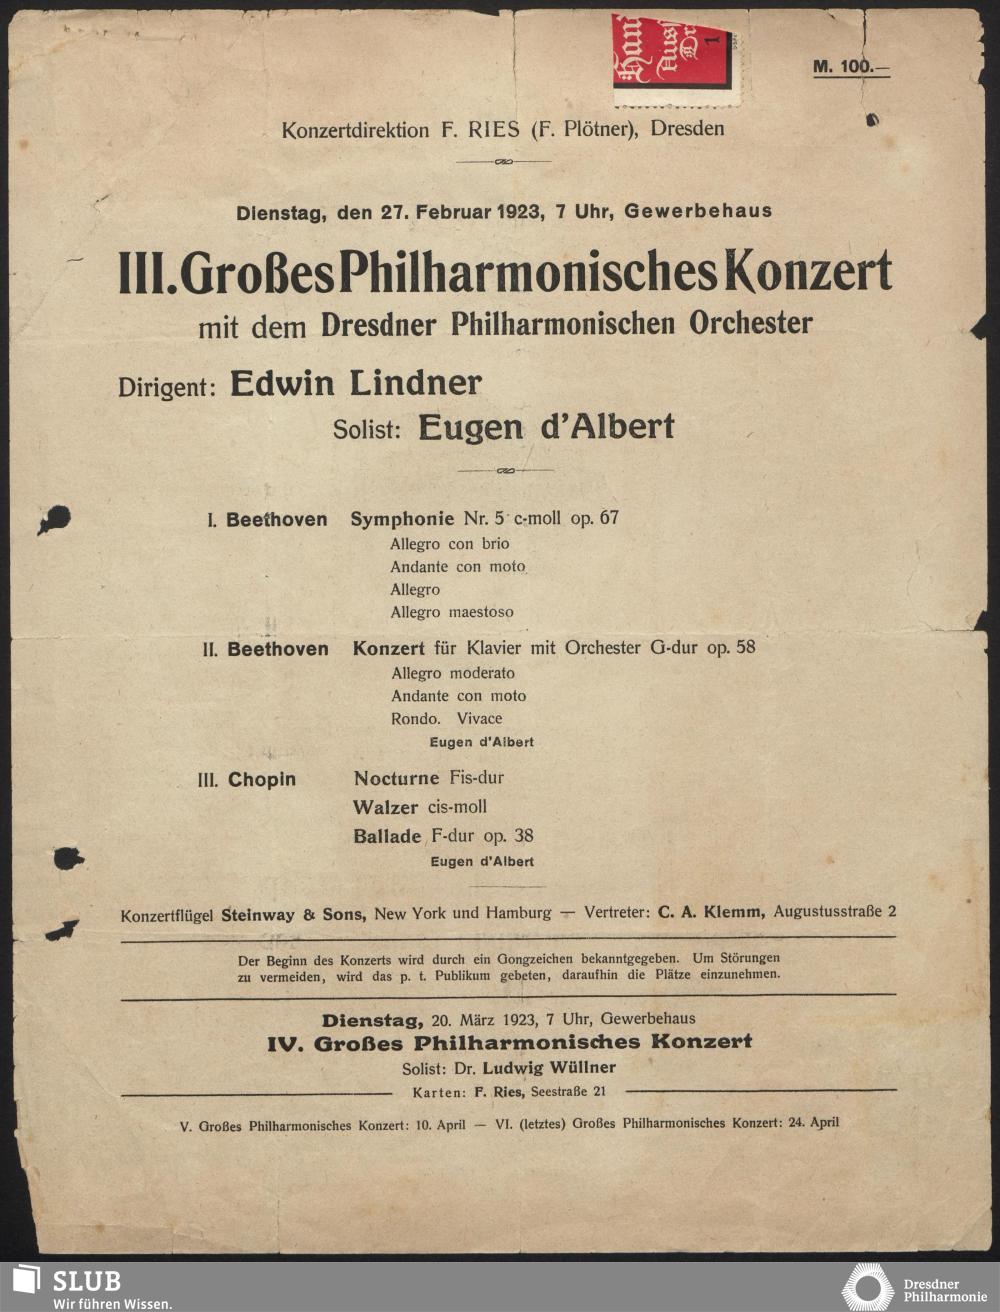 M. 100.—
Konzertdirektion F. RIES (F. Plötner), Dresden
Dienstag, den 27. Februar 1923, 7 Uhr, Gewerbehaus
III. Großes Philharmonisches Konzert
mit dem Dresdner Philharmonischen Orchester
Dirigent: Edwin Lindner
Solist: Eugen d'Albert
I. Beethoven Symphonie Nr. 5 c-moll op. 67
Allegro con brio
Andante con moto
Allegro
Allegro maestoso
II. Beethoven Konzert für Klavier mit Orchester G-dur op. 58
Allegro moderato
Andante con moto
Rondo. Vivace
Eugen d'Albert
III. Chopin Nocturne Fis-dur
Walzer cis-moll
Ballade F-dur op. 38
Eugen d'Albert
Konzertflügel Steinway & Sons, New York und Hamburg — Vertreter: C. A. Klemm, Augustusstraße 2
Der Beginn des Konzerts wird durch ein Gongzeichen bekanntgegeben. Um Störungen
zu vermeiden, wird das p. t. Publikum gebeten, daraufhin die Plätze einzunehmen.
Dienstag, 20. März 1923, 7 Uhr, Gewerbehaus
IV. Großes Philharmonisches Konzert
Solist: Dr. Ludwig Wüllner
Karten: F. Ries, Seestraße 21
V. Großes Philharmonisches Konzert: 10. April — VI. (letztes) Großes Philharmonisches Konzert: 24. April
SLUB
Wir führen Wissen.
Dresdner
Philharmonie